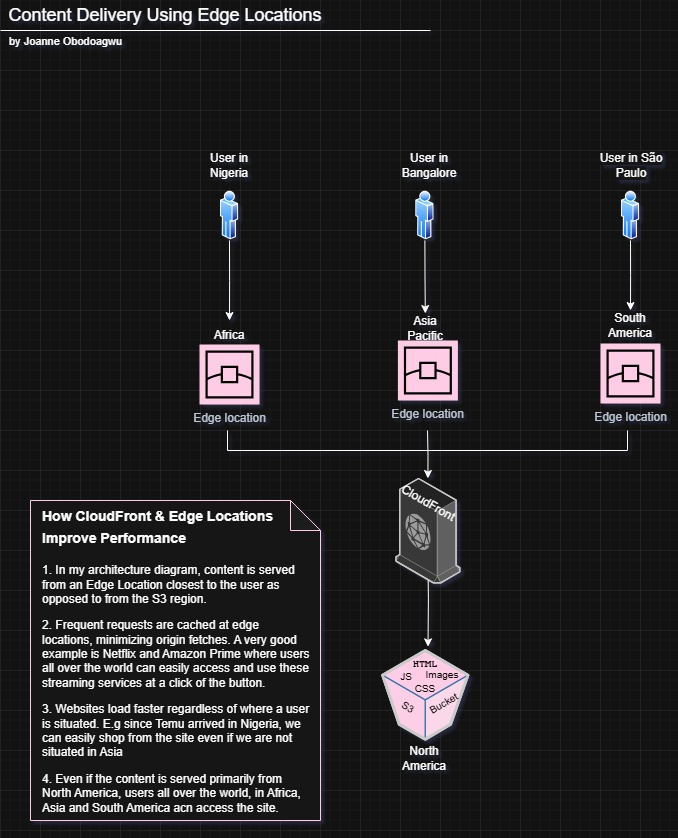 Content Delivery Using Edge Locations
by Joanne Obodoagwu
User in
Nigeria
User in
Bangalore
User in São
Paulo
Africa
Asia
Pacific
South
America
Edge location
Edge location
Edge location
CloudFront
How CloudFront & Edge Locations
Improve Performance
1. In my architecture diagram, content is served
from an Edge Location closest to the user as
opposed to from the S3 region.
2. Frequent requests are cached at edge
locations, minimizing origin fetches. A very good
example is Netflix and Amazon Prime where users
all over the world can easily access and use these
streaming services at a click of the button.
3. Websites load faster regardless of where a user
is situated. E.g since Temu arrived in Nigeria, we
can easily shop from the site even if we are not
situated in Asia
4. Even if the content is served primarily from
North America, users all over the world, in Africa,
Asia and South America acn access the site.
HTML
JS
Images
CSS
S3
Bucket
North
America